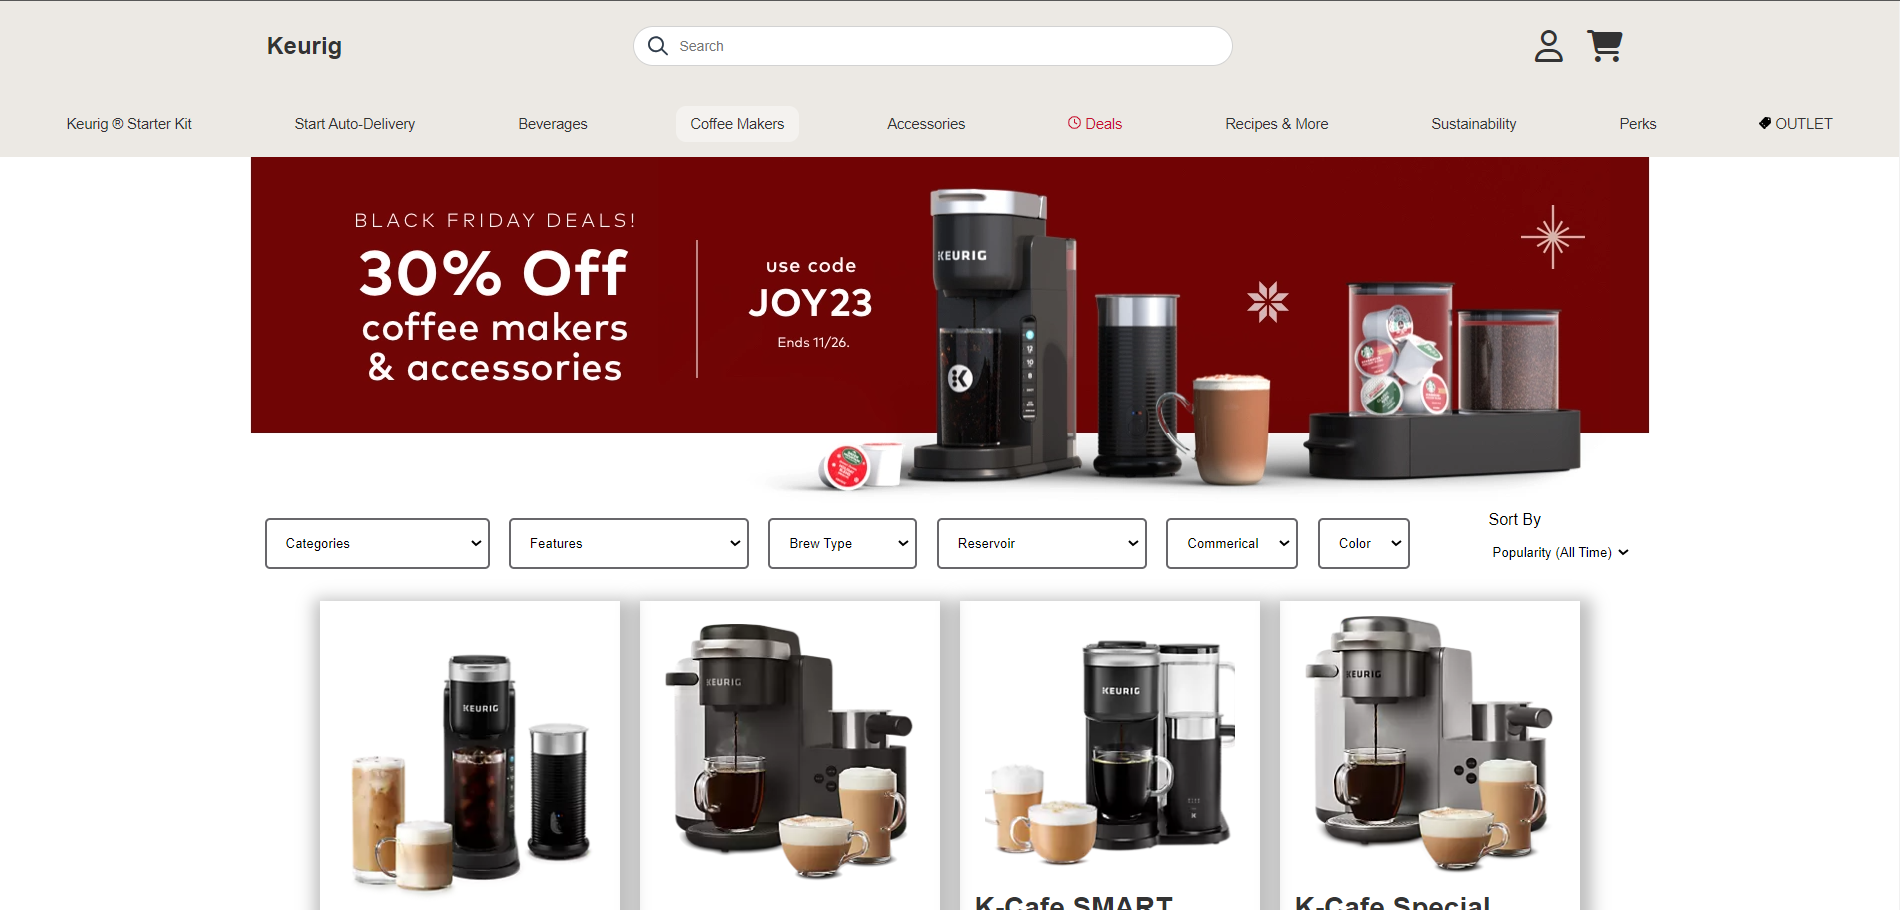 Keurig
Search
Keurig ® Starter Kit
Start Auto-Delivery
Beverages
Coffee Makers
Accessories
Deals
Recipes & More
Sustainability
Perks
OUTLET
BLACK FRIDAY DEALS!
30% Off
coffee makers
& accessories
use code
JOY23
Ends 11/26.
KEURIG
Categories
Features
Brew Type
Reservoir
Commerical
Color
Sort By
Popularity (All Time)
KEURIG
KEURIG
KEURIG
KEURIG
K-Cafe SMART
K-Cafe Special